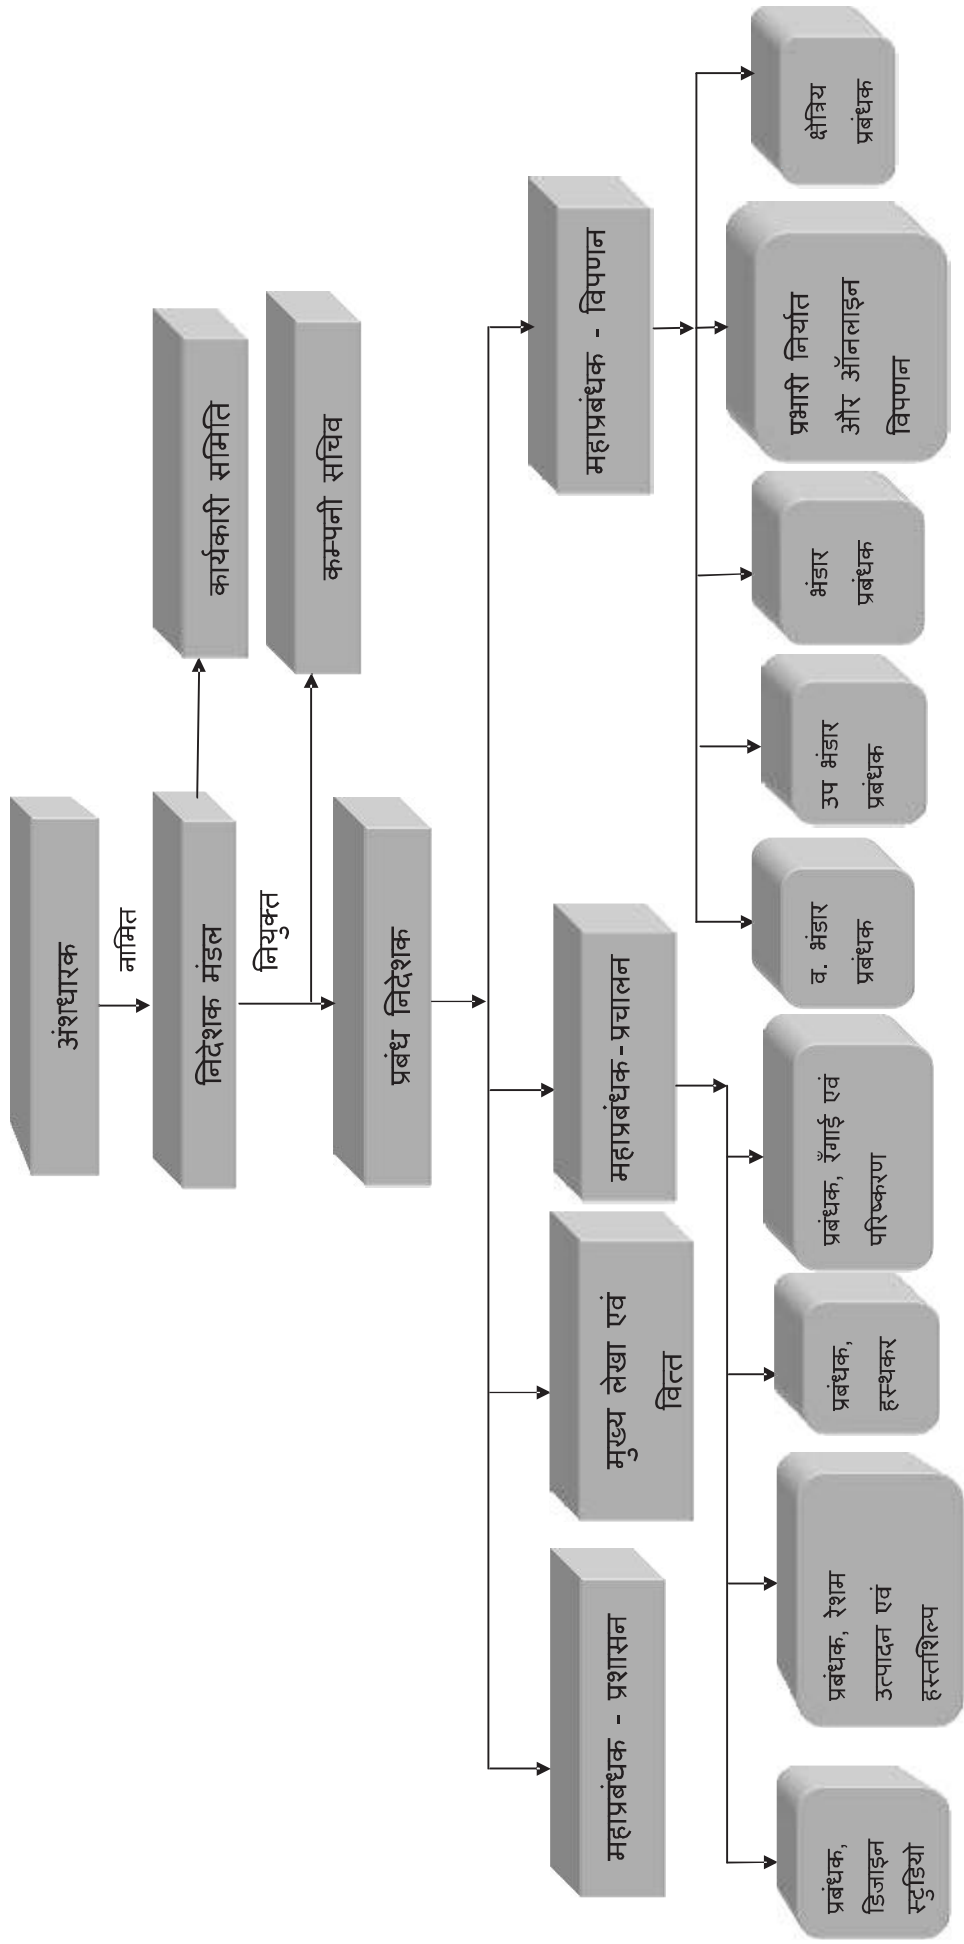 अंशधारक
नामित
निदेशक मंडल
कार्यकारी समिति
नियुक्त
कम्पनी सचिव
प्रबंध निदेशक
महाप्रबंधक - प्रशासन
मुख्य लेखा एवं
वित्त
महाप्रबंधक-प्रचालन
महाप्रबंधक - विपणन
प्रबंधक,
डिजाइन
स्टुडियो
प्रबंधक, रेशम
उत्पादन एवं
हस्तशिल्प
प्रबंधक,
हस्थकर
प्रबंधक, रँगाई एवं
परिष्करण
व. भंडार
प्रबंधक
उप भंडार
प्रबंधक
भंडार
प्रबंधक
प्रभारी निर्यात
और ऑनलाइन
विपणन
क्षेत्रिय
प्रबंधक